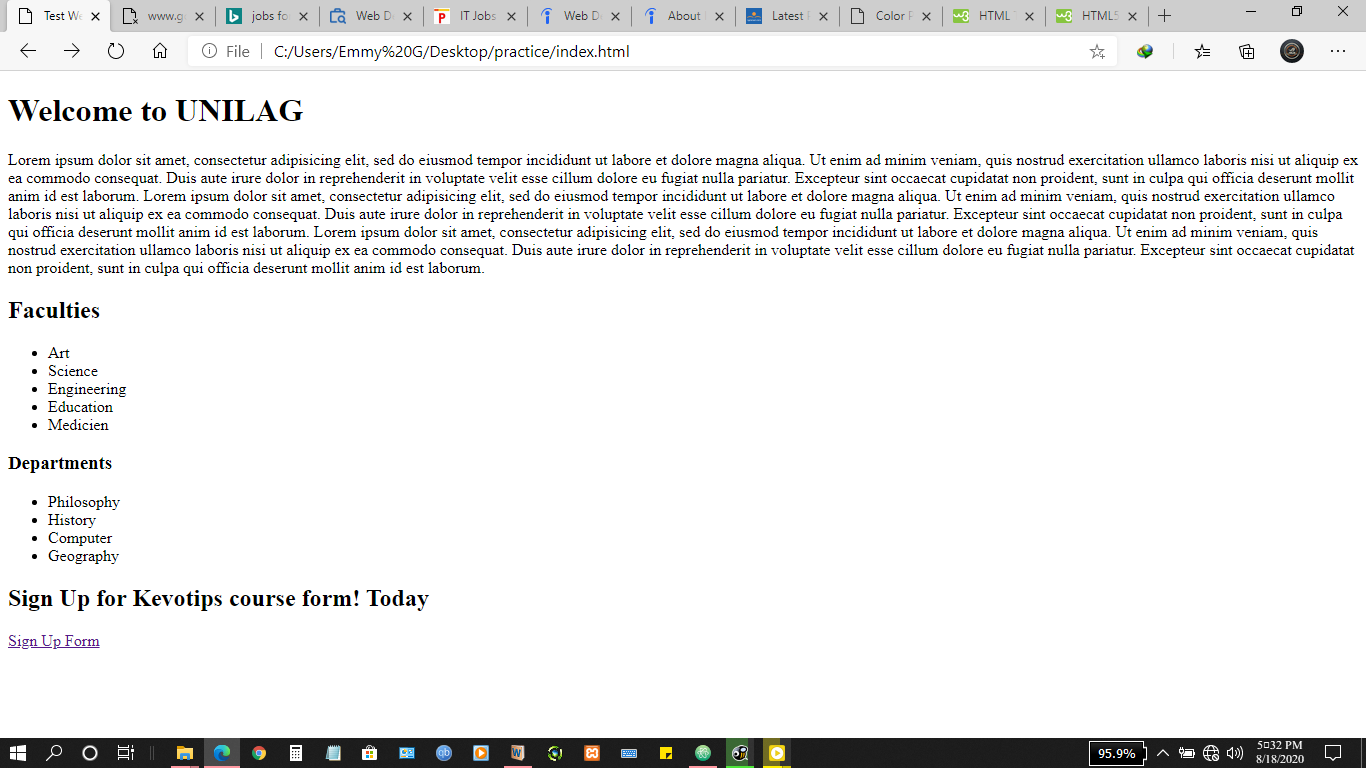 Test We
www.g
jobs fo
Web D
IT Jobs
Web D
About
Latest
Color P
HTML
HTML5
File
C:/Users/Emmy%20G/Desktop/practice/index.html
Welcome to UNILAG
Lorem ipsum dolor sit amet, consectetur adipisicing elit, sed do eiusmod tempor incididunt ut labore et dolore magna aliqua. Ut enim ad minim veniam, quis nostrud exercitation ullamco laboris nisi ut aliquip ex
ea commodo consequat. Duis aute irure dolor in reprehenderit in voluptate velit esse cillum dolore eu fugiat nulla pariatur. Excepteur sint occaecat cupidatat non proident, sunt in culpa qui officia deserunt mollit
anim id est laborum. Lorem ipsum dolor sit amet, consectetur adipisicing elit, sed do eiusmod tempor incididunt ut labore et dolore magna aliqua. Ut enim ad minim veniam, quis nostrud exercitation ullamco
laboris nisi ut aliquip ex ea commodo consequat. Duis aute irure dolor in reprehenderit in voluptate velit esse cillum dolore eu fugiat nulla pariatur. Excepteur sint occaecat cupidatat non proident, sunt in culpa
qui officia deserunt mollit anim id est laborum. Lorem ipsum dolor sit amet, consectetur adipisicing elit, sed do eiusmod tempor incididunt ut labore et dolore magna aliqua. Ut enim ad minim veniam, quis
nostrud exercitation ullamco laboris nisi ut aliquip ex ea commodo consequat. Duis aute irure dolor in reprehenderit in voluptate velit esse cillum dolore eu fugiat nulla pariatur. Excepteur sint occaecat cupidatat
non proident, sunt in culpa qui officia deserunt mollit anim id est laborum.
Faculties
• Art
• Science
• Engineering
• Education
• Medicien
Departments
• Philosophy
• History
• Computer
• Geography
Sign Up for Kevotips course form! Today
Sign Up Form
95.9%
5□32 PM
8/18/2020